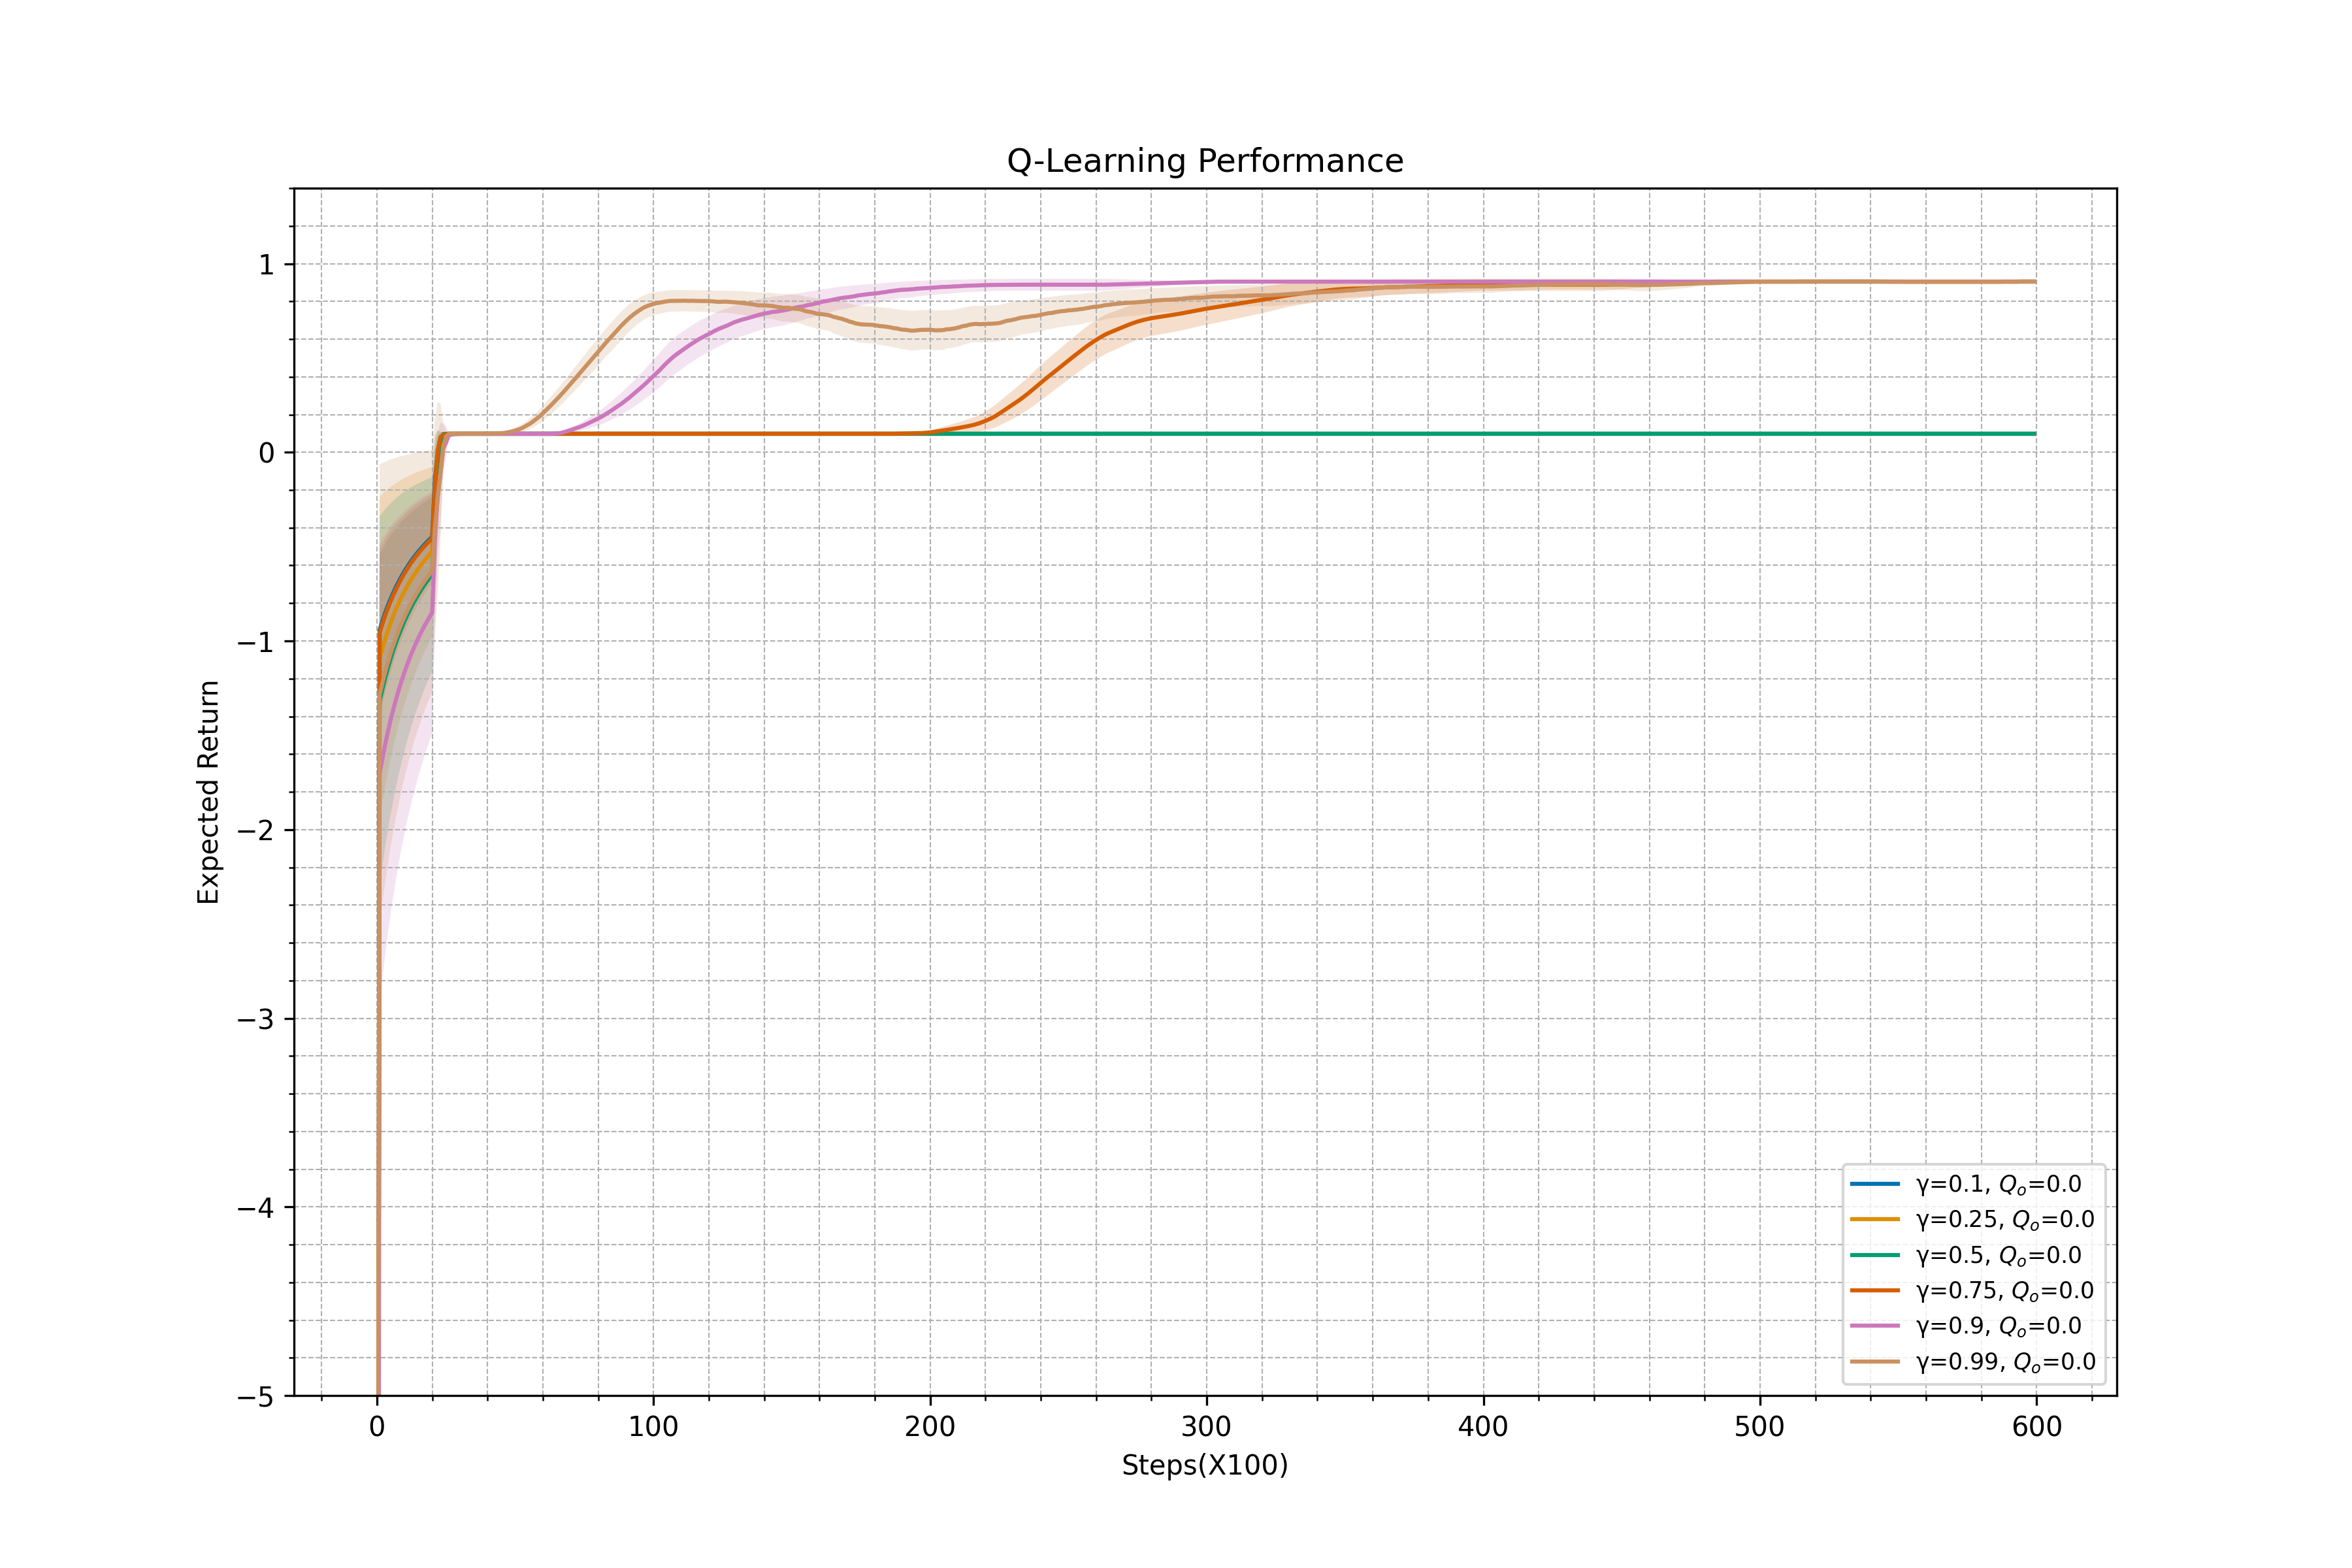 Q-Learning Performance
Expected Return
1
0
−1
−2
−3
−4
−5
0 100 200 300 400 500 600
Steps(X100)
γ=0.1, Qₒ=0.0
γ=0.25, Qₒ=0.0
γ=0.5, Qₒ=0.0
γ=0.75, Qₒ=0.0
γ=0.9, Qₒ=0.0
γ=0.99, Qₒ=0.0